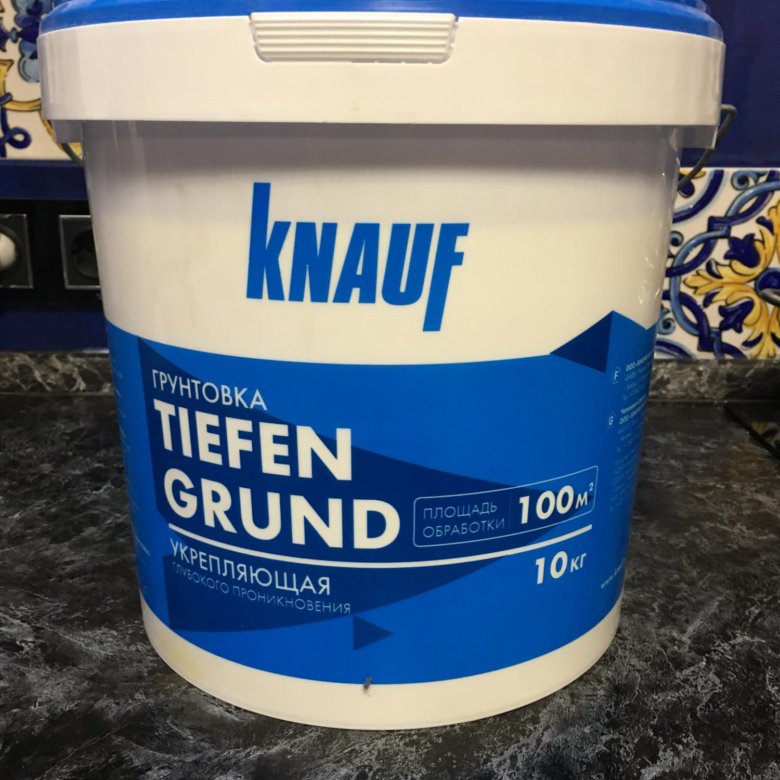 KNAUF
ГРУНТОВКА
TIEFEN
GRUND
ПЛОЩАДЬ
ОБРАБОТКИ
100м²
УКРЕПЛЯЮЩАЯ
ГЛУБОКОГО ПРОНИКНОВЕНИЯ
10кг